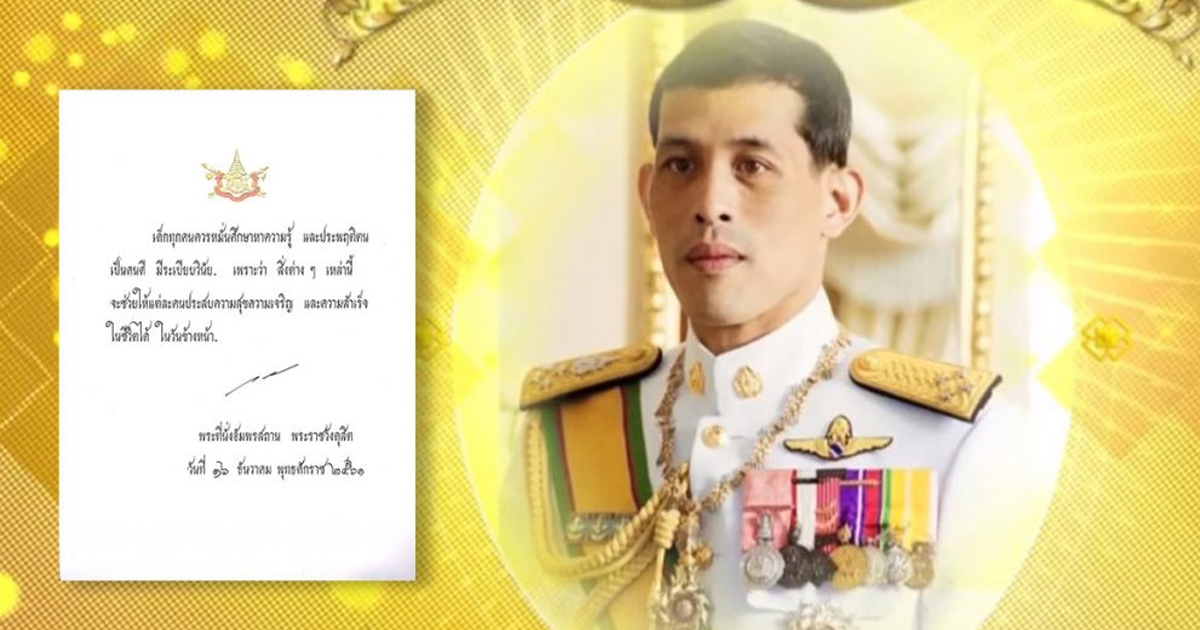 เด็กทุกคนควรหมั่นศึกษาหาความรู้ และประพฤติตน
เป็นคนดี มีระเบียบวินัย. เพราะว่า สิ่งต่าง ๆ เหล่านี้
จะช่วยให้แต่ละคนประสบความสุขความเจริญ และความสำเร็จ
ในชีวิตได้ ในวันข้างหน้า.
พระที่นั่งอัมพรสถาน พระราชวังดุสิต
วันที่ ๑๖ ธันวาคม พุทธศักราช ๒๕๖๑